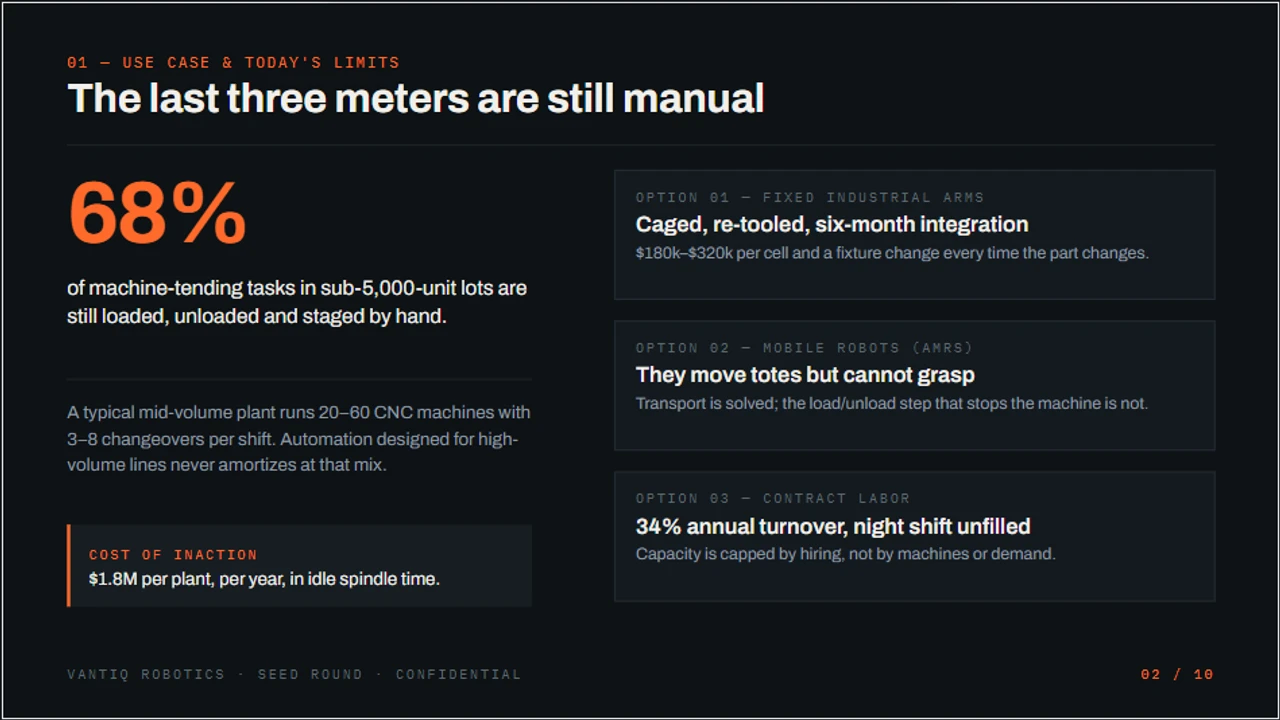 01 — USE CASE & TODAY'S LIMITS
The last three meters are still manual
68%
of machine-tending tasks in sub-5,000-unit lots are
still loaded, unloaded and staged by hand.
A typical mid-volume plant runs 20–60 CNC machines with
3–8 changeovers per shift. Automation designed for high-
volume lines never amortizes at that mix.
COST OF INACTION
$1.8M per plant, per year, in idle spindle time.
OPTION 01 — FIXED INDUSTRIAL ARMS
Caged, re-tooled, six-month integration
$180k–$320k per cell and a fixture change every time the part changes.
OPTION 02 — MOBILE ROBOTS (AMRS)
They move totes but cannot grasp
Transport is solved; the load/unload step that stops the machine is not.
OPTION 03 — CONTRACT LABOR
34% annual turnover, night shift unfilled
Capacity is capped by hiring, not by machines or demand.
VANTIQ ROBOTICS · SEED ROUND · CONFIDENTIAL
02 / 10